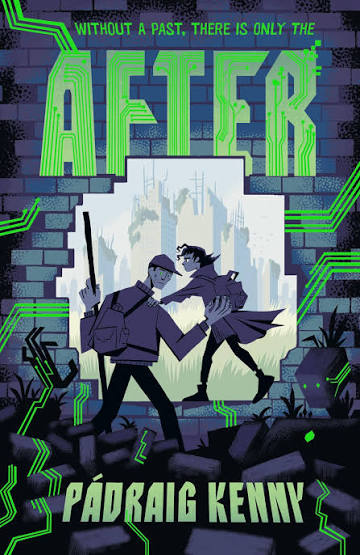 WITHOUT A PAST, THERE IS ONLY THE
AFTER
PÁDRAIG KENNY